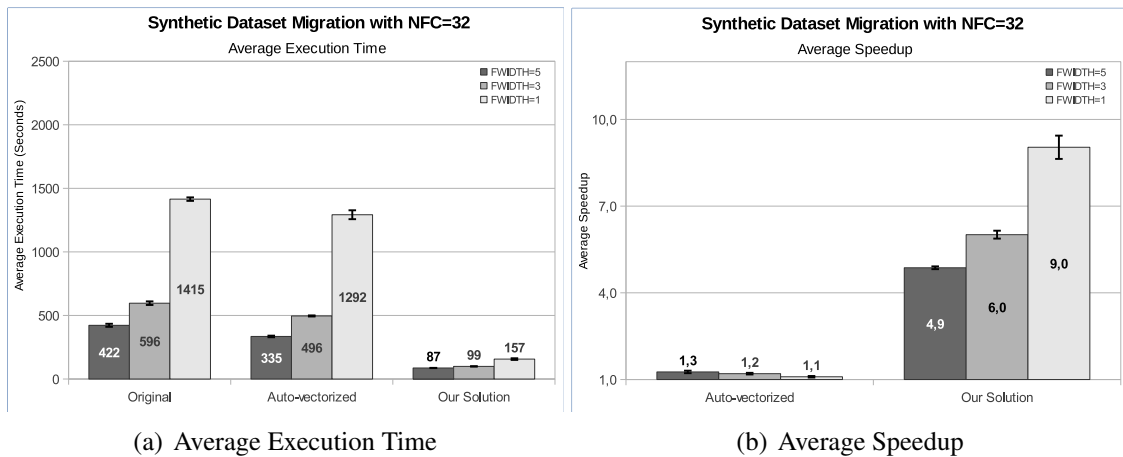 Synthetic Dataset Migration with NFC=32
Average Execution Time
2500
2000
1500
1000
500
0
Average Execution Time (Seconds)
FWIDTH=5
FWIDTH=3
FWIDTH=1
422
596
1415
335
496
1292
87
99
157
Original
Auto-vectorized
Our Solution
(a) Average Execution Time
Synthetic Dataset Migration with NFC=32
Average Speedup
10,0
7,0
4,0
1,0
Average Speedup
FWIDTH=5
FWIDTH=3
FWIDTH=1
1,3
1,2
1,1
4,9
6,0
9,0
Auto-vectorized
Our Solution
(b) Average Speedup